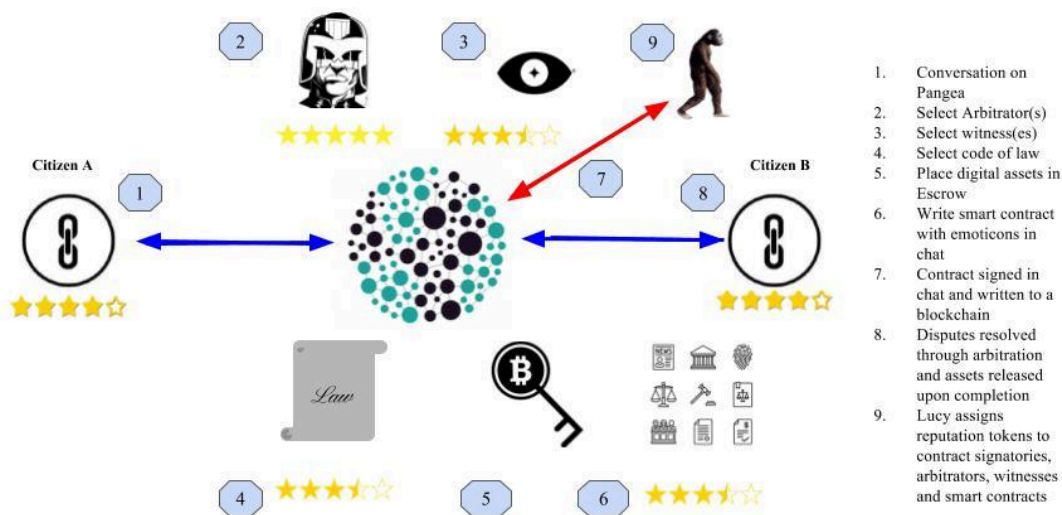 2
3
9
Citizen A
1
7
8
Citizen B
Law
NEWS
4
5
6
1. Conversation on
Pangea
2. Select Arbitrator(s)
3. Select witness(es)
4. Select code of law
5. Place digital assets in
Escrow
6. Write smart contract
with emoticons in
chat
7. Contract signed in
chat and written to a
blockchain
8. Disputes resolved
through arbitration
and assets released
upon completion
9. Lucy assigns
reputation tokens to
contract signatories,
arbitrators, witnesses
and smart contracts